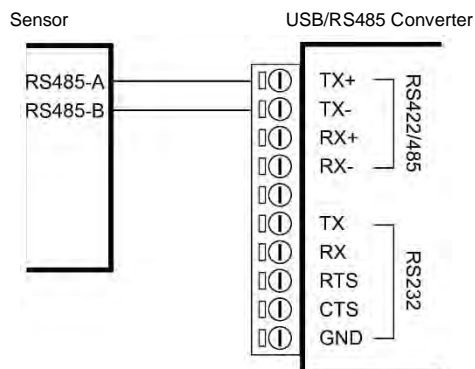 Sensor
USB/RS485 Converter
RS485-A
RS485-B
TX+
TX-
RX+
RX-
RS422/485
TX
RX
RTS
CTS
GND
RS232